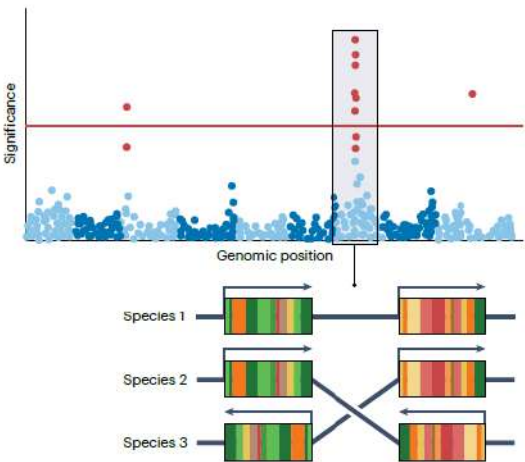 Significance
Genomic position
Species 1
Species 2
Species 3